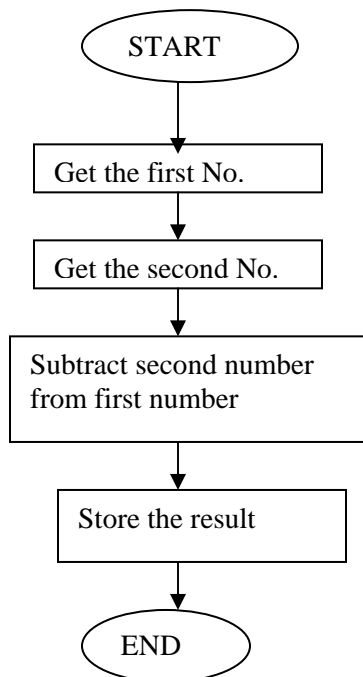 START
Get the first No.
Get the second No.
Subtract second number
from first number
Store the result
END